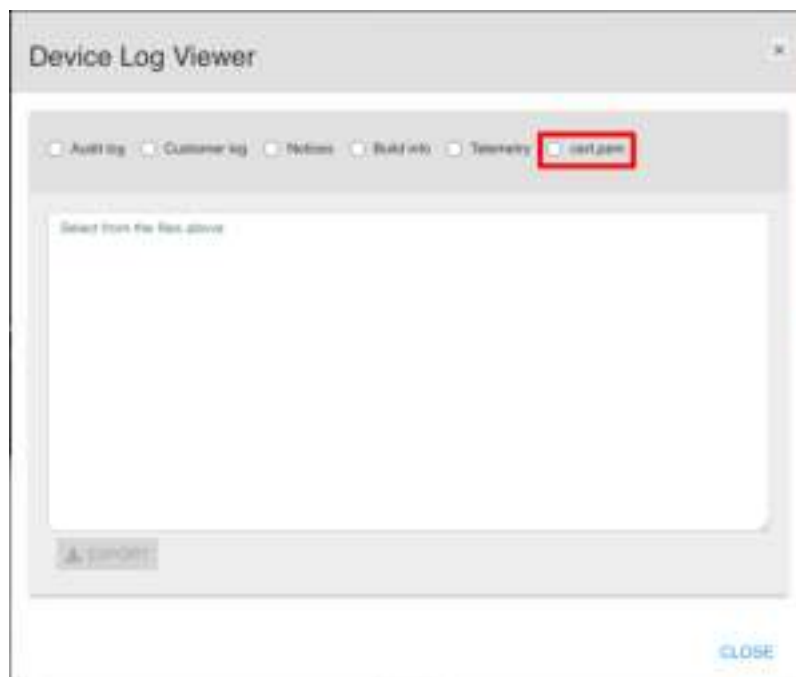 Device Log Viewer
×
Audit log Customer log Notices Build info Telemetry cert.pem
Select from the files above
EXPORT
CLOSE